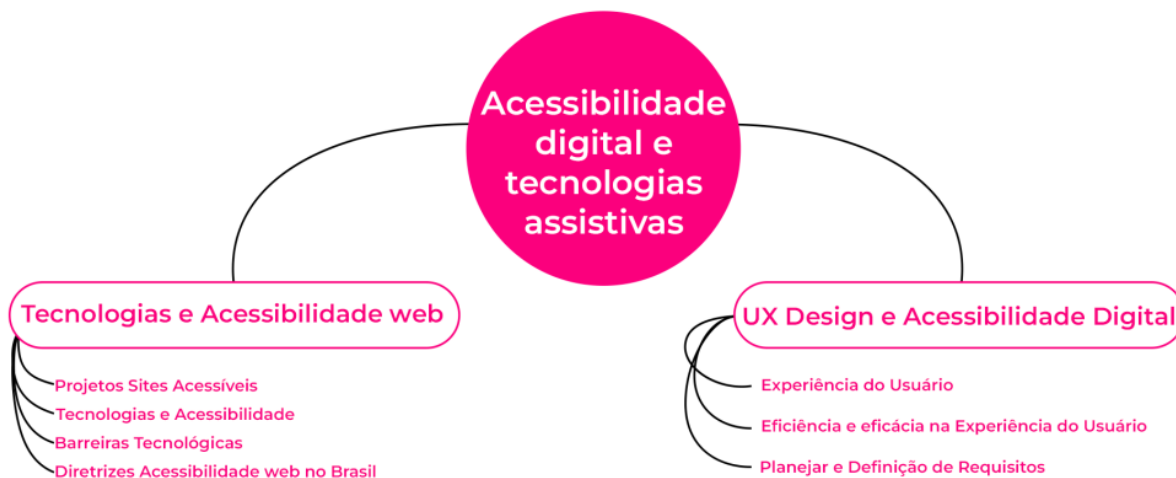 Acessibilidade
digital e
tecnologias
assistivas
Tecnologias e Acessibilidade web
Projetos Sites Acessíveis
Tecnologias e Acessibilidade
Barreiras Tecnológicas
Diretrizes Acessibilidade web no Brasil
UX Design e Acessibilidade Digital
Experiência do Usuário
Eficiência e eficácia na Experiência do Usuário
Planejar e Definição de Requisitos